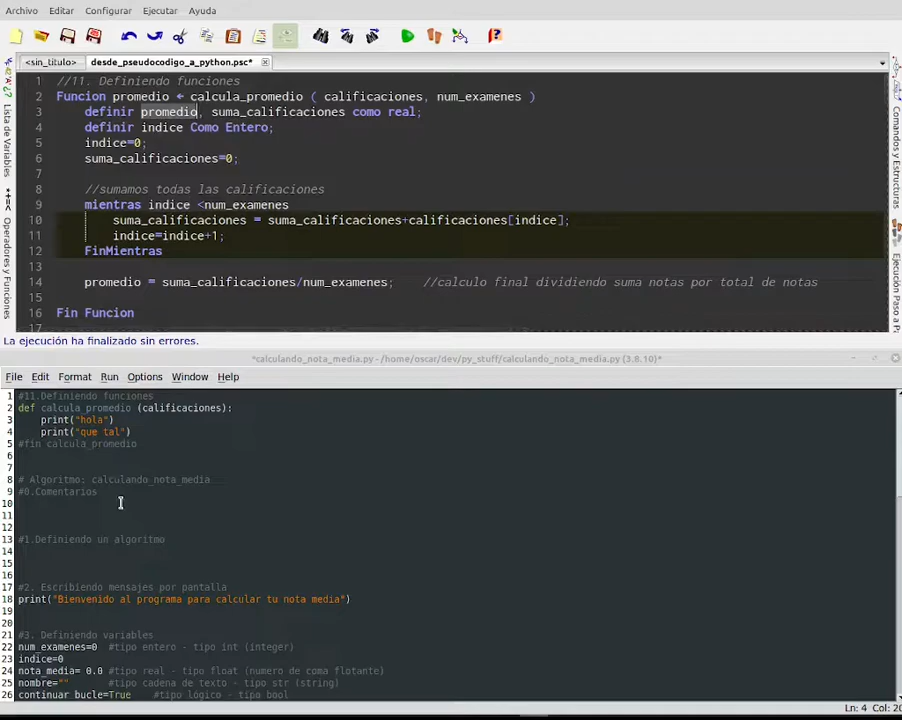 Archivo Editar Configurar Ejecutar Ayuda
<sin_titulo> desde_pseudocodigo_a_python.psc*
1 //11. Definiendo funciones
2 Funcion promedio ← calcula_promedio ( calificaciones, num_examenes )
3 definir promedio, suma_calificaciones como real;
4 definir indice Como Entero;
5 indice=0;
6 suma_calificaciones=0;
7
8 //sumamos todas las calificaciones
9 mientras indice <num_examenes
10 suma_calificaciones = suma_calificaciones+calificaciones[indice];
11 indice=indice+1;
12 FinMientras
13
14 promedio = suma_calificaciones/num_examenes; //calculo final dividiendo suma notas por total de notas
15
16 Fin Funcion
17
Lista de Variables
Operadores y Funciones
Comandos y Estructuras
Ejecución Paso a P
La ejecución ha finalizado sin errores.
*calculando_nota_media.py - /home/oscar/dev/py_stuff/calculando_nota_media.py (3.8.10)*
File Edit Format Run Options Window Help
1 #11.Definiendo funciones
2 def calcula_promedio (calificaciones):
3 print("hola")
4 print("que tal")
5 #fin calcula_promedio
6
7
8 # Algoritmo: calculando_nota_media
9 #0.Comentarios
10
11
12
13 #1.Definiendo un algoritmo
14
15
16
17 #2. Escribiendo mensajes por pantalla
18 print("Bienvenido al programa para calcular tu nota media")
19
20
21 #3. Definiendo variables
22 num_examenes=0 #tipo entero - tipo int (integer)
23 indice=0
24 nota_media= 0.0 #tipo real - tipo float (numero de coma flotante)
25 nombre="" #tipo cadena de texto - tipo str (string)
26 continuar_bucle=True #tipo lógico - tipo bool
Ln: 4 Col: 20